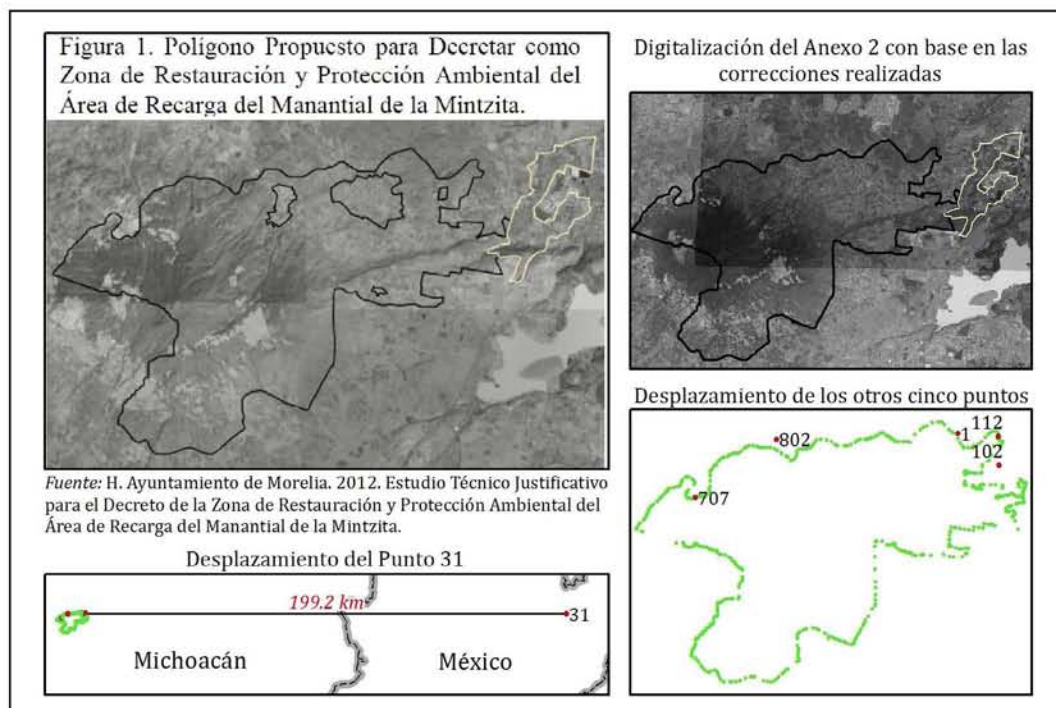 Figura 1. Polígono Propuesto para Decretar como
Zona de Restauración y Protección Ambiental del
Área de Recarga del Manantial de la Mintzita.
Fuente: H. Ayuntamiento de Morelia. 2012. Estudio Técnico Justificativo
para el Decreto de la Zona de Restauración y Protección Ambiental del
Área de Recarga del Manantial de la Mintzita.
Desplazamiento del Punto 31
199.2 km
31
Michoacán
México
Digitalización del Anexo 2 con base en las
correcciones realizadas
Desplazamiento de los otros cinco puntos
802
1
112
102
707